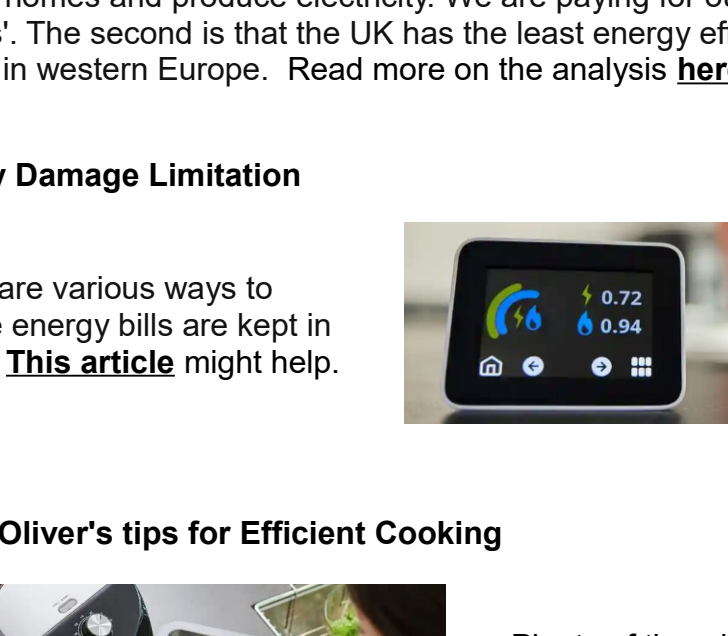 homes and produce electricity. We are paying for
'. The second is that the UK has the least energy
in western Europe.  Read more on the analysis here
Damage Limitation
are various ways to
energy bills are kept in
This article might help.
0.72
0.94
Oliver's tips for Efficient Cooking